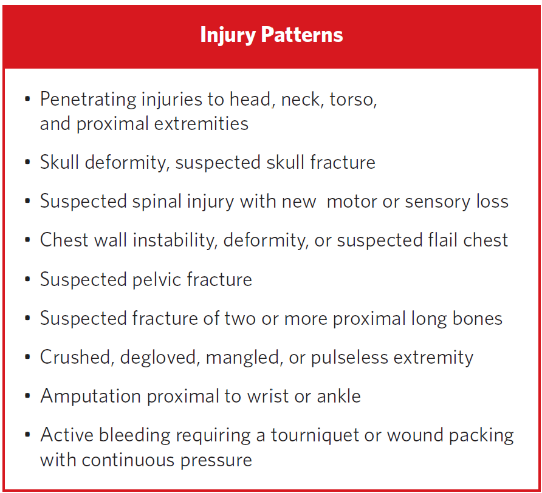 Injury Patterns
• Penetrating injuries to head, neck, torso,
and proximal extremities
• Skull deformity, suspected skull fracture
• Suspected spinal injury with new motor or sensory loss
• Chest wall instability, deformity, or suspected flail chest
• Suspected pelvic fracture
• Suspected fracture of two or more proximal long bones
• Crushed, degloved, mangled, or pulseless extremity
• Amputation proximal to wrist or ankle
• Active bleeding requiring a tourniquet or wound packing
with continuous pressure